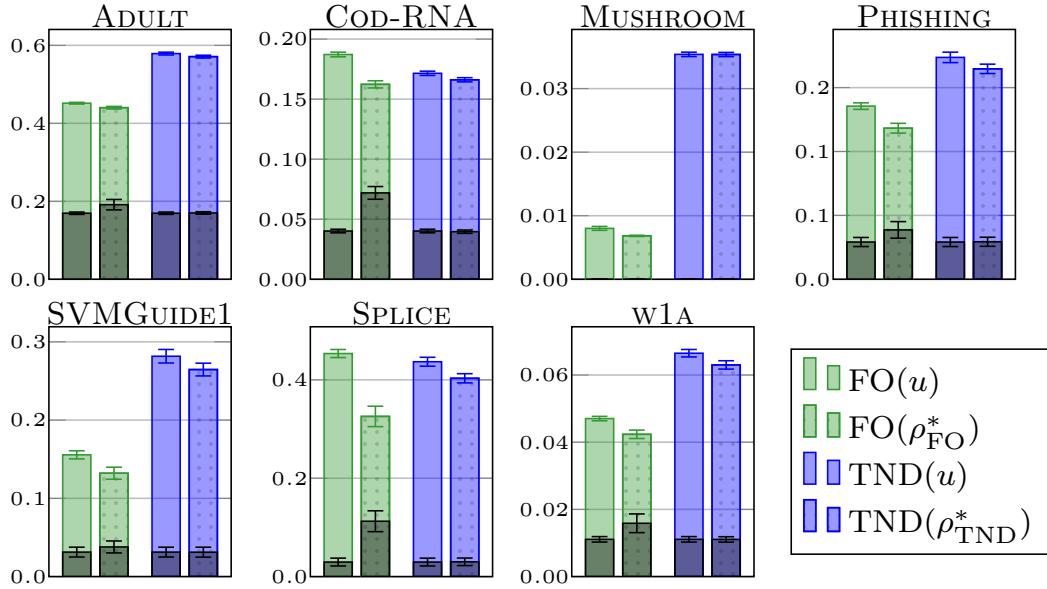 ADULT
0.6
0.4
0.2
0.0
COD-RNA
0.20
0.15
0.10
0.05
0.00
MUSHROOM
0.03
0.02
0.01
0.00
PHISHING
0.2
0.1
0.1
0.0
SVMGUIDE1
0.3
0.2
0.1
0.0
SPLICE
0.4
0.2
0.0
W1A
0.06
0.04
0.02
0.00
FO(u)
FO(ρ*FO)
TND(u)
TND(ρ*TND)